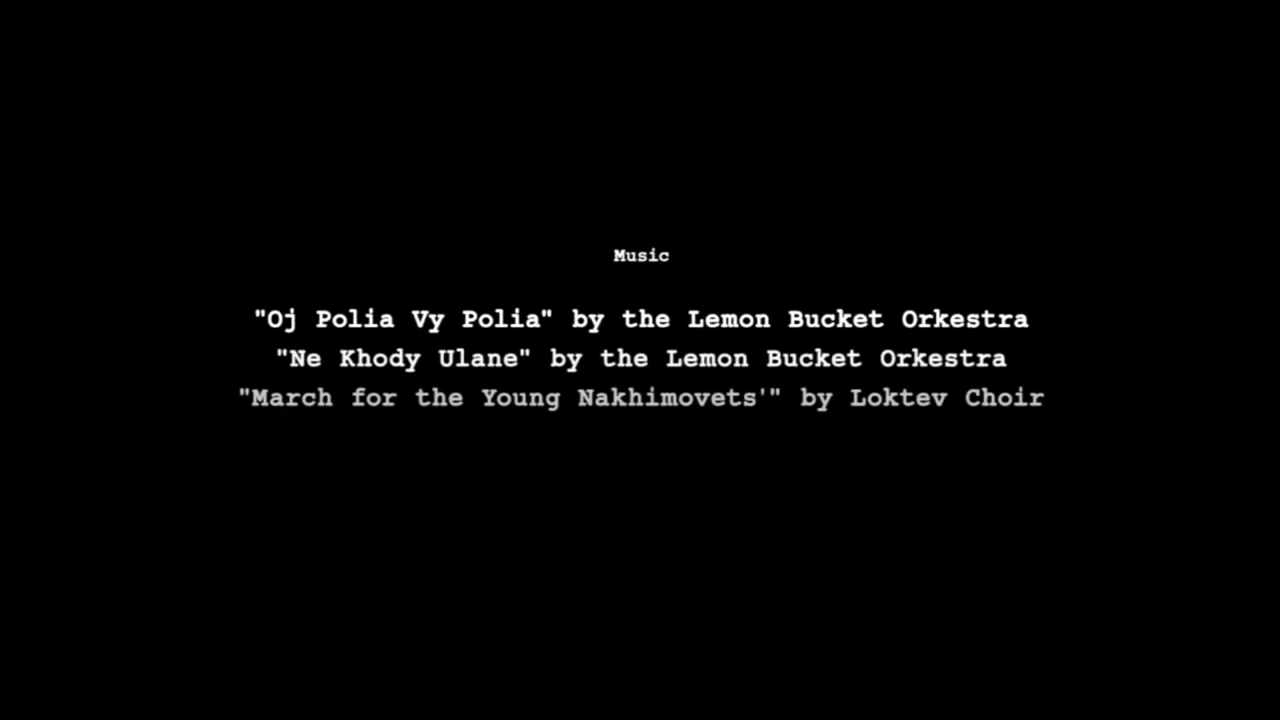 Music
"Oj Polia Vy Polia" by the Lemon Bucket Orkestra
"Ne Khody Ulane" by the Lemon Bucket Orkestra
"March for the Young Nakhimovets'" by Loktev Choir